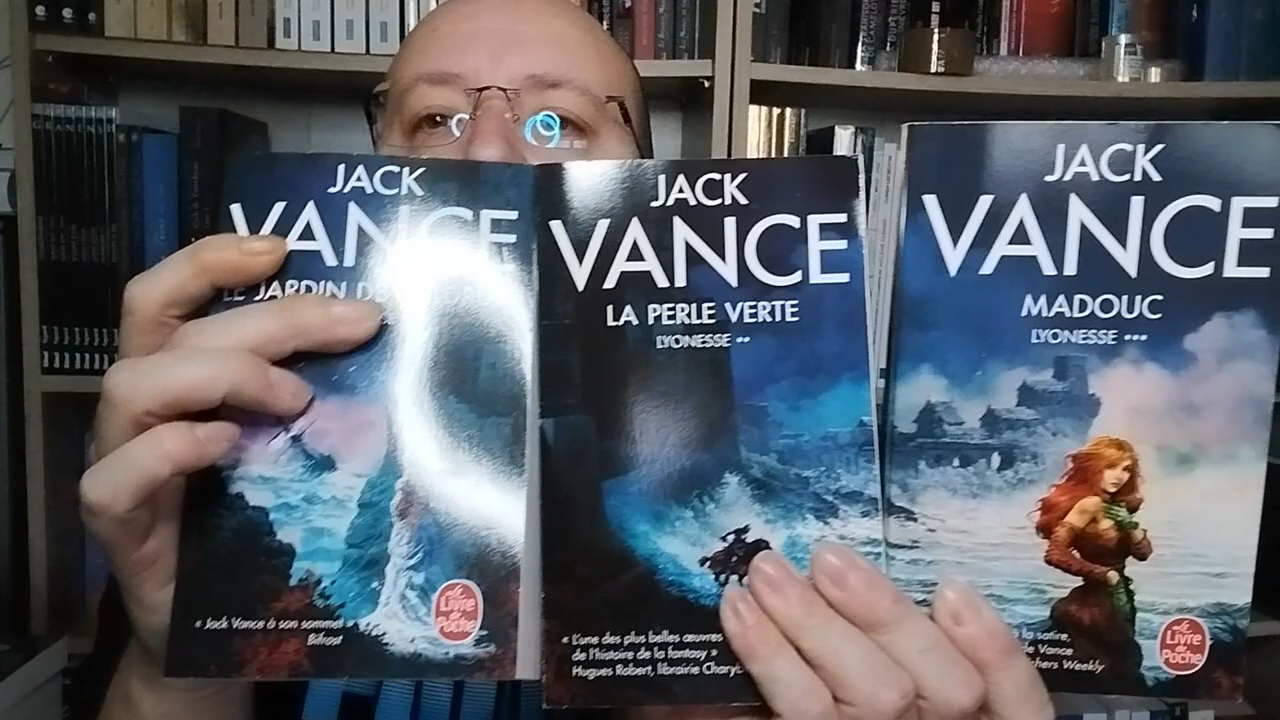 JACK
VANCE
LE JARDIN
« Jack Vance à son sommet »
Bifrost
Le
Livre
de
Poche
JACK
VANCE
LA PERLE VERTE
LYONESSE **
« L'une des plus belles œuvres
de l'histoire de la fantasy »
Hugues Robert, librairie
JACK
VANCE
MADOUC
LYONESSE ***
à la satire,
de Vance
Weekly
Le
Livre
de
Poche